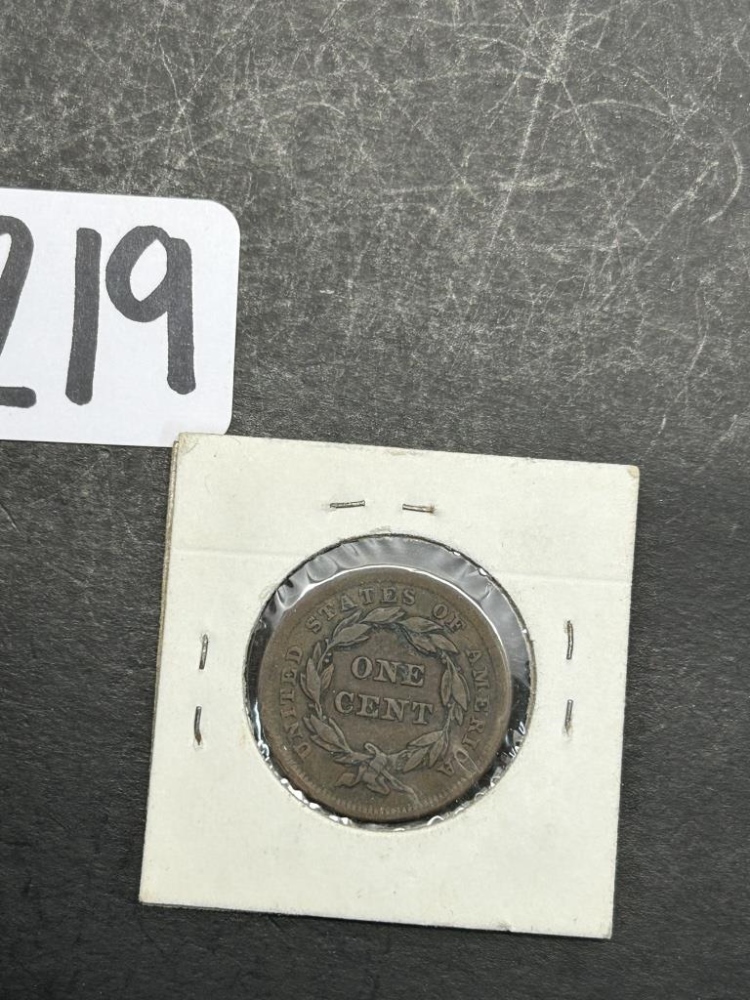 219
UNITED STATES OF AMERICA
ONE
CENT